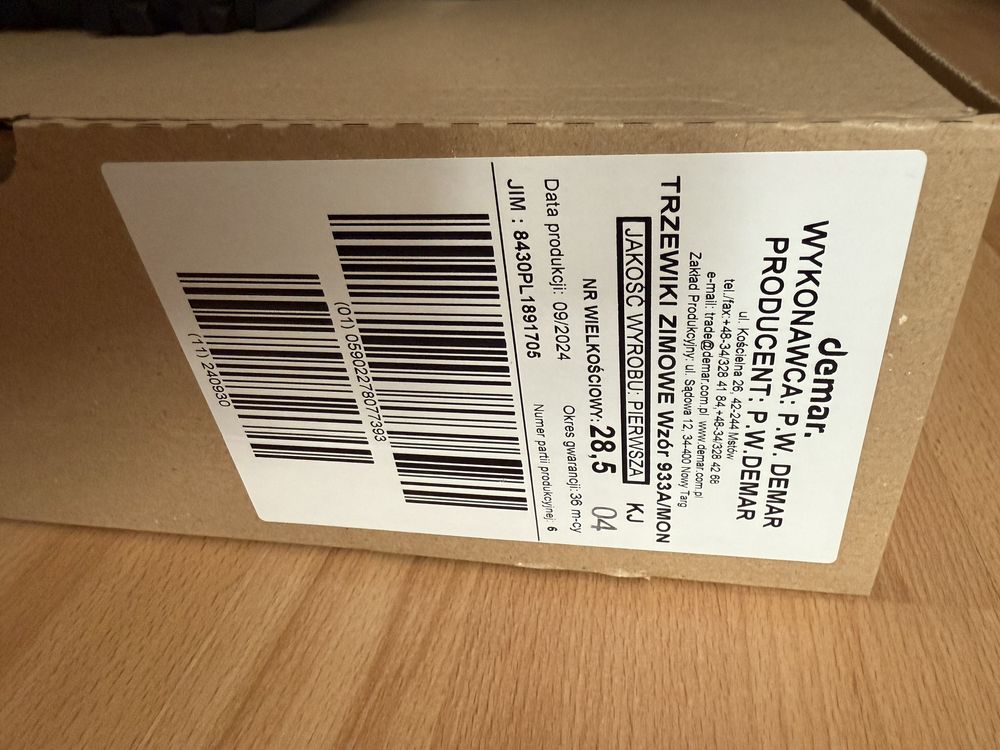 demar.
WYKONAWCA: P.W. DEMAR
PRODUCENT: P.W.DEMAR
ul. Kościelna 26, 42-244 Mstów
tel./fax:+48-34/328 41 84,+48-34/328 42 68
e-mail: trade@demar.com.pl www.demar.com.pl
Zakład Produkcyjny: ul. Sądowa 12, 34-400 Nowy Targ
TRZEWIKI ZIMOWE Wzór 933A/MON
JAKOŚĆ WYROBU: PIERWSZA KJ
NR WIELKOŚCIOWY: 28,5 04
Data produkcji: 09/2024 Okres gwarancji: 36 m-cy
JIM : 8430PL1891705 Numer partii produkcyjnej: 6
(01) 05902278077393
(11) 240930